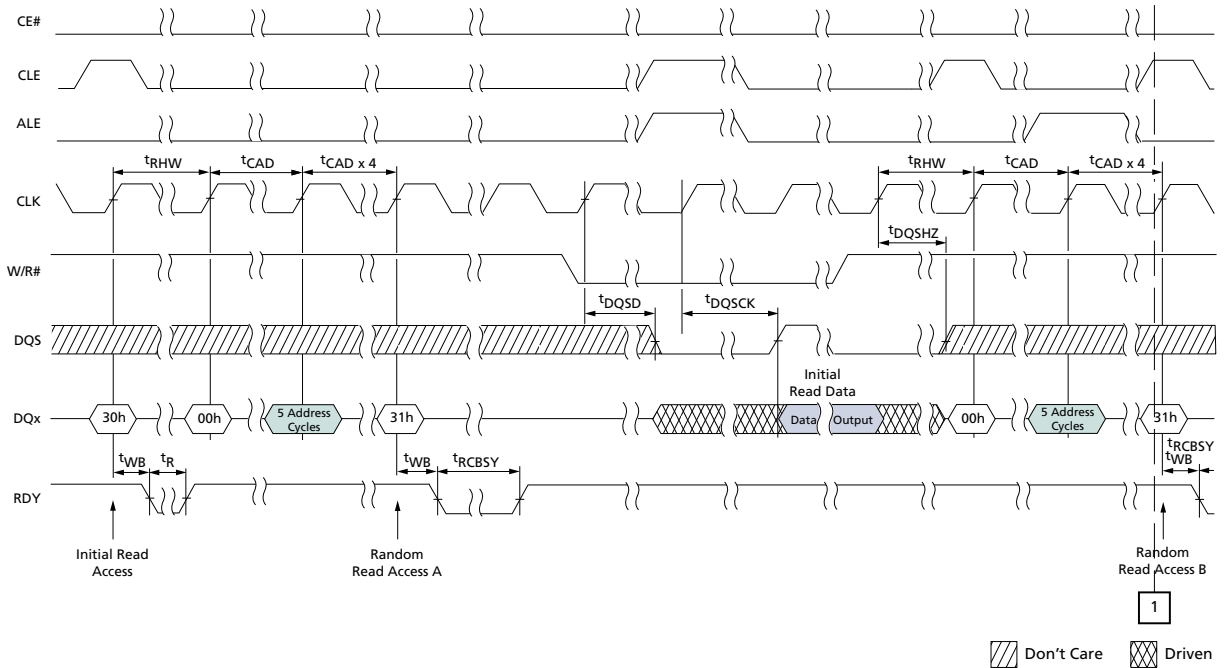 CE#
CLE
ALE
tRHW tCAD tCAD x 4 tRHW tCAD tCAD x 4
CLK
tDQSHZ
W/R#
tDQSD tDQSCK
DQS
Initial
Read Data
DQx 30h 00h 5 Address
Cycles 31h Data Output 00h 5 Address
Cycles 31h
tWB tR tWB tRCBSY tRCBSY
tWB
RDY
Initial Read
Access
Random
Read Access A
Random
Read Access B
1
Don't Care Driven